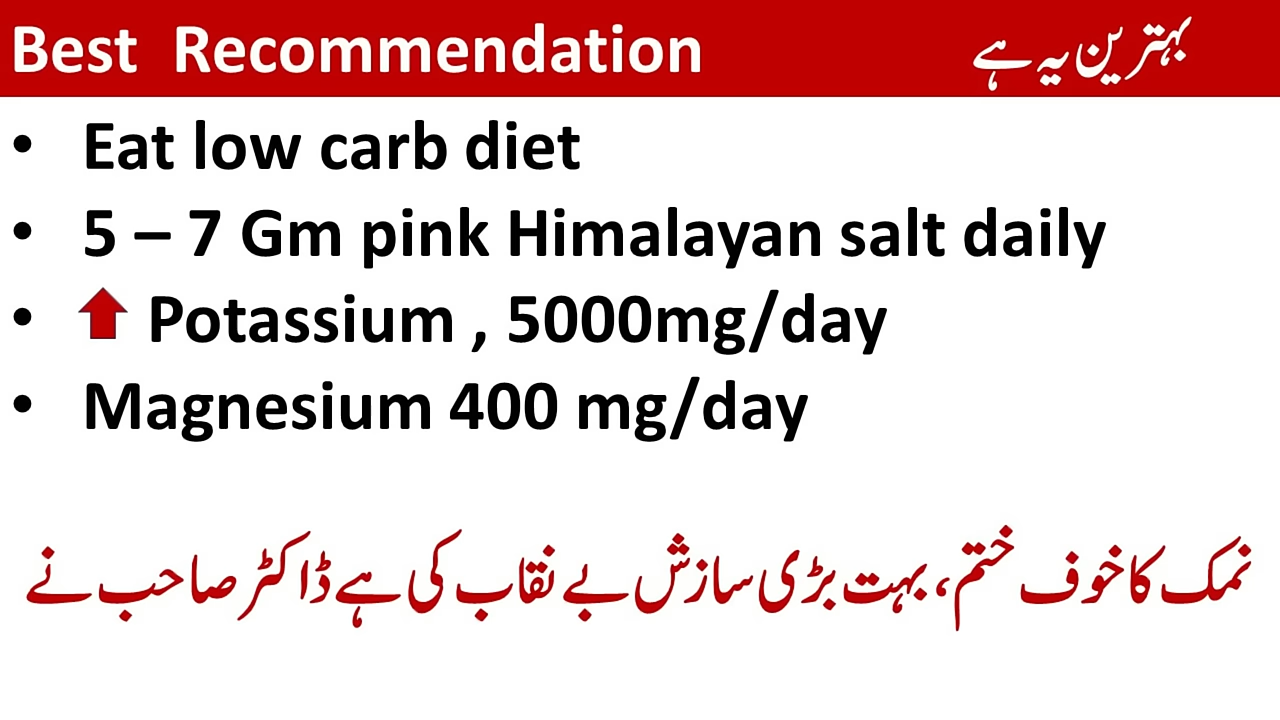 Best Recommendation بہترین یہ ہے
• Eat low carb diet
• 5 – 7 Gm pink Himalayan salt daily
• Potassium , 5000mg/day
• Magnesium 400 mg/day
نمک کا خوف ختم، بہت بڑی سازش بے نقاب کی ہے ڈاکٹر صاحب نے